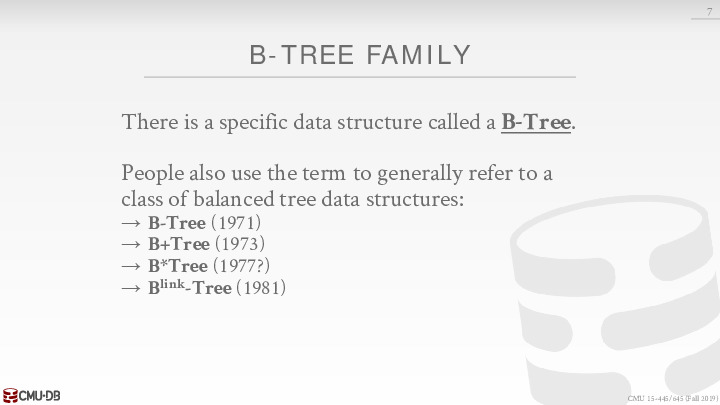 7
B-TREE FAMILY
There is a specific data structure called a B-Tree.
People also use the term to generally refer to a
class of balanced tree data structures:
→ B-Tree (1971)
→ B+Tree (1973)
→ B*Tree (1977?)
→ Blink-Tree (1981)
CMU·DB
CMU 15-445/645 (Fall 2019)